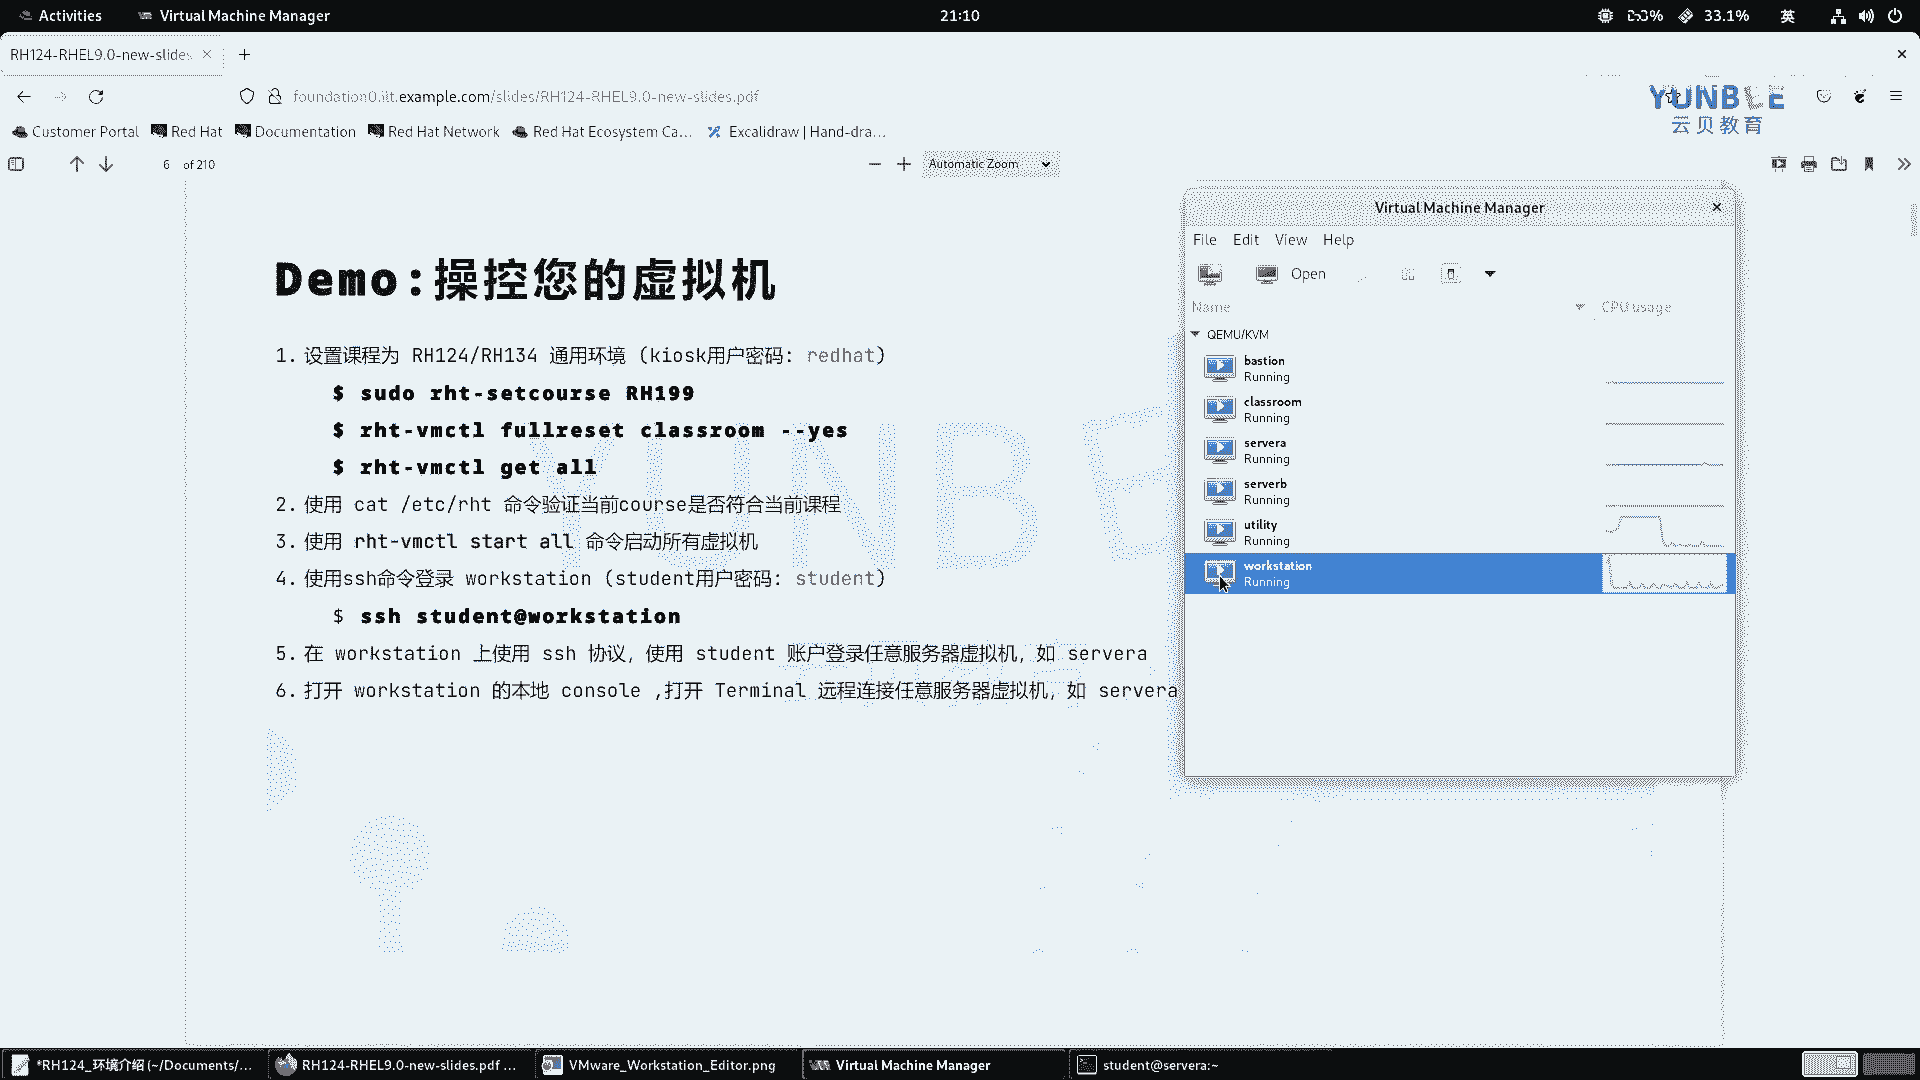 Activities
Virtual Machine Manager
21:10
33.1%
英
RH124-RHEL9.0-new-slides
foundation0.ilt.example.com/slides/RH124-RHEL9.0-new-slides.pdf
云贝教育
Customer Portal
Red Hat
Documentation
Red Hat Network
Red Hat Ecosystem Ca...
Excalidraw | Hand-dra...
6 of 210
Automatic Zoom
Demo:操控您的虚拟机
1. 设置课程为 RH124/RH134 通用环境 (kiosk用户密码: redhat)
$ sudo rht-setcourse RH199
$ rht-vmctl fullreset classroom --yes
$ rht-vmctl get all
2. 使用 cat /etc/rht 命令验证当前course是否符合当前课程
3. 使用 rht-vmctl start all 命令启动所有虚拟机
4. 使用ssh命令登录 workstation (student用户密码: student)
$ ssh student@workstation
5. 在 workstation 上使用 ssh 协议, 使用 student 账户登录任意服务器虚拟机, 如 servera
6. 打开 workstation 的本地 console ,打开 Terminal 远程连接任意服务器虚拟机, 如 servera
Virtual Machine Manager
File Edit View Help
Open
Name
CPU usage
QEMU/KVM
bastion
Running
classroom
Running
servera
Running
serverb
Running
utility
Running
workstation
Running
*RH124_环境介绍 (~/Documents/...
RH124-RHEL9.0-new-slides.pdf ...
VMware_Workstation_Editor.png
Virtual Machine Manager
student@servera:~